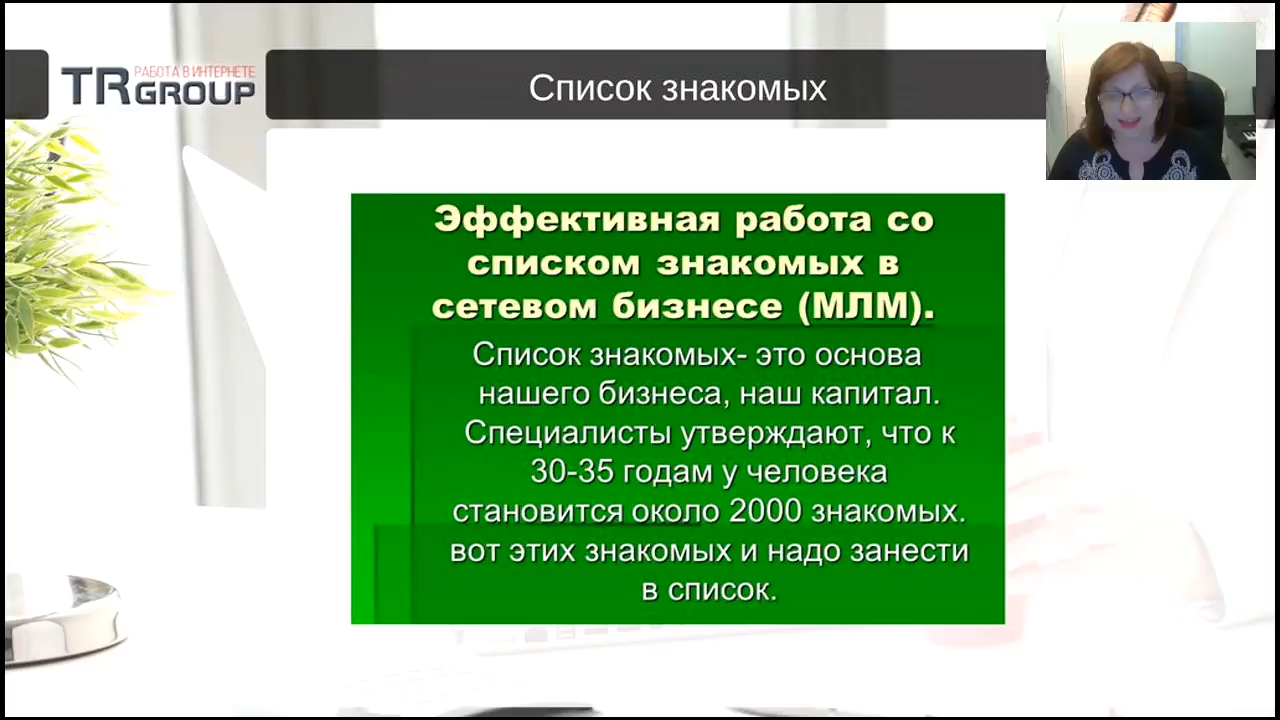 РАБОТА В ИНТЕРНЕТЕ
TR GROUP
Список знакомых
Эффективная работа со
списком знакомых в
сетевом бизнесе (МЛМ).
Список знакомых- это основа
нашего бизнеса, наш капитал.
Специалисты утверждают, что к
30-35 годам у человека
становится около 2000 знакомых.
вот этих знакомых и надо занести
в список.